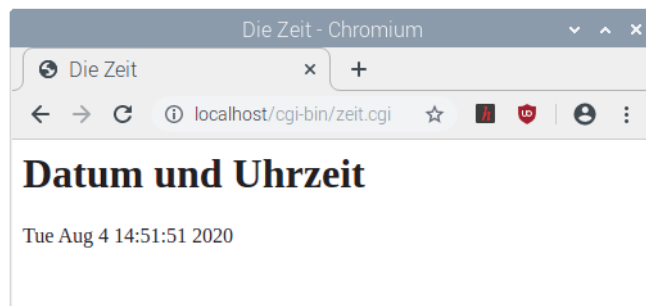 Die Zeit - Chromium
Die Zeit
localhost/cgi-bin/zeit.cgi
Datum und Uhrzeit
Tue Aug 4 14:51:51 2020